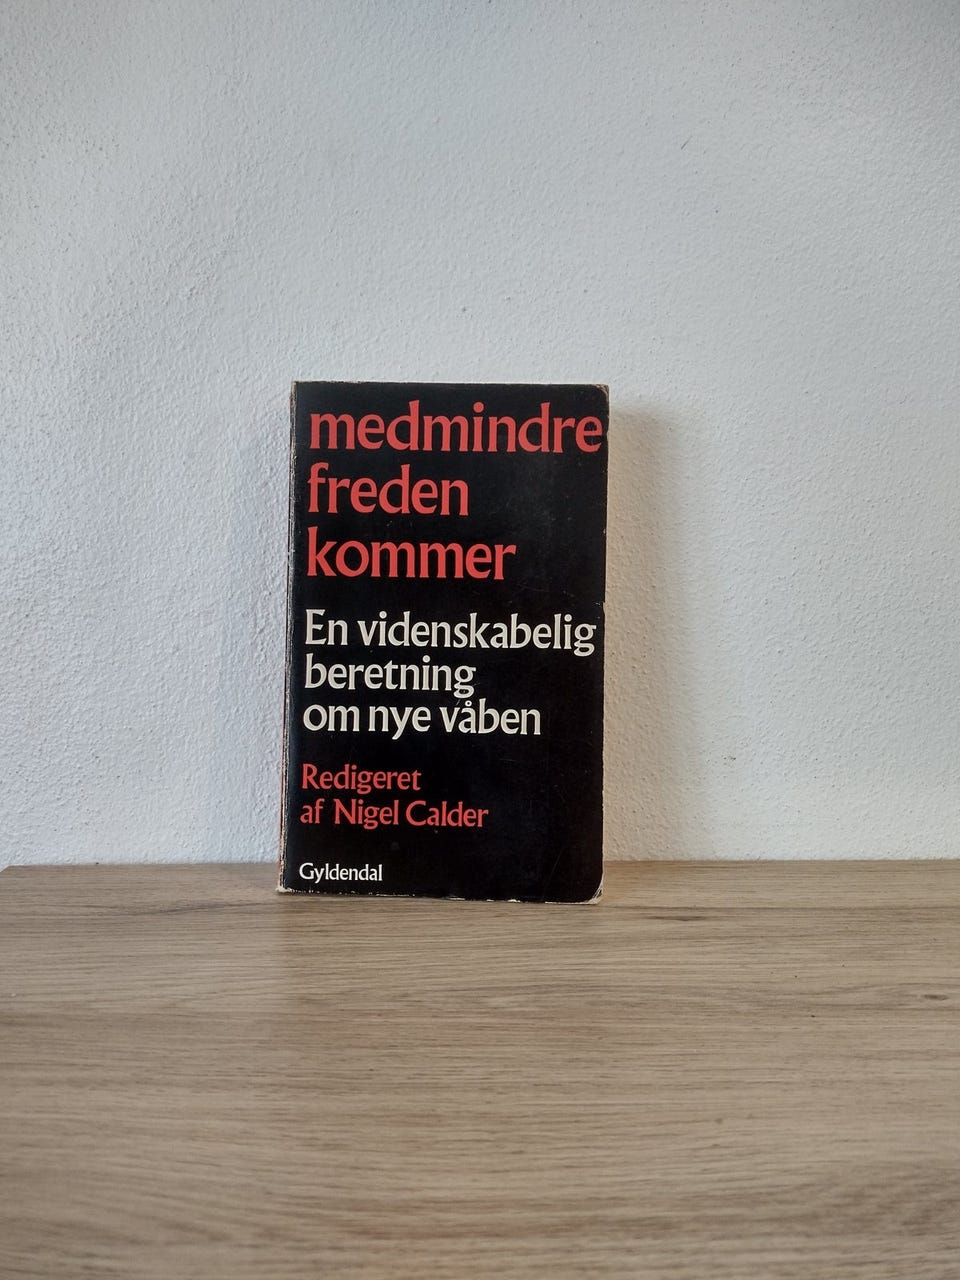 medmindre
freden
kommer
En videnskabelig
beretning
om nye våben
Redigeret
af Nigel Calder
Gyldendal